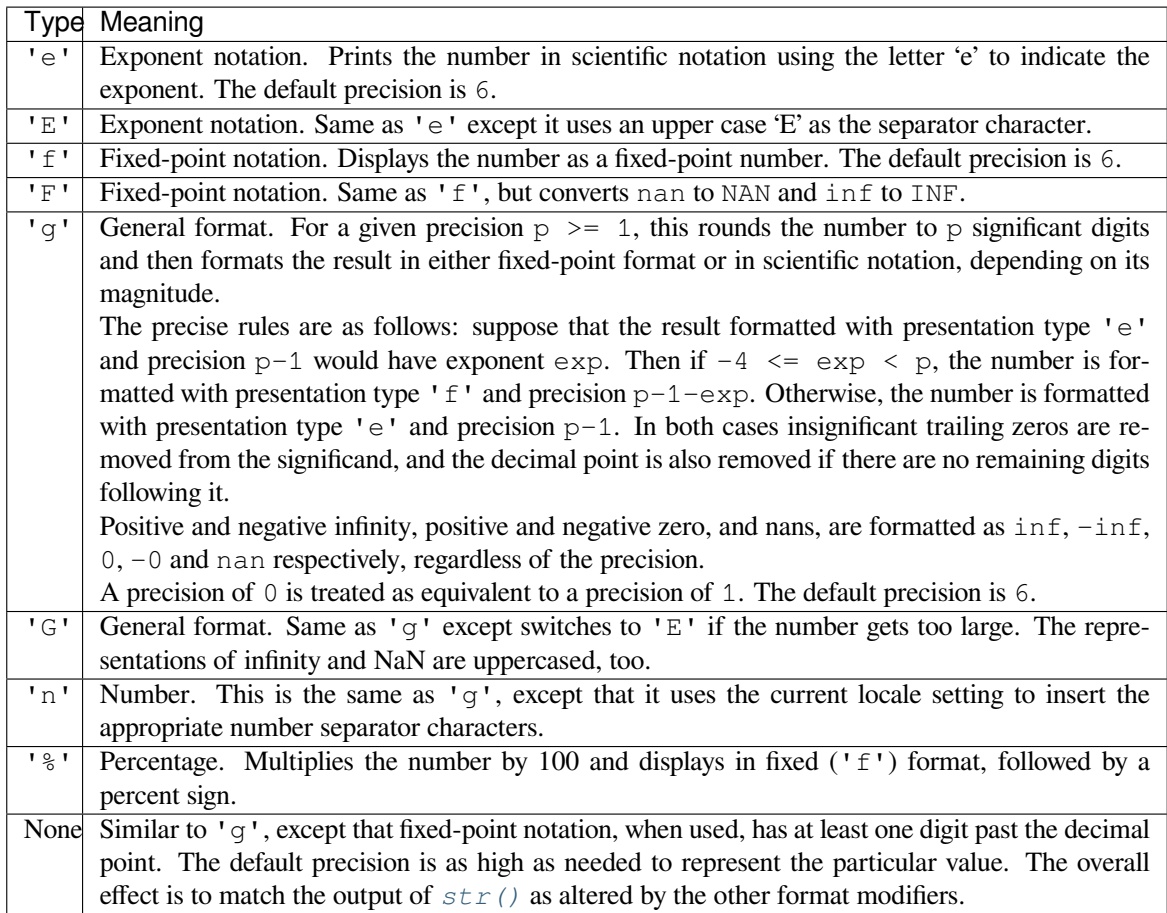 Type Meaning
'e' Exponent notation. Prints the number in scientific notation using the letter ‘e’ to indicate the
exponent. The default precision is 6.
'E' Exponent notation. Same as 'e' except it uses an upper case ‘E’ as the separator character.
'f' Fixed-point notation. Displays the number as a fixed-point number. The default precision is 6.
'F' Fixed-point notation. Same as 'f', but converts nan to NAN and inf to INF.
'g' General format. For a given precision p >= 1, this rounds the number to p significant digits
and then formats the result in either fixed-point format or in scientific notation, depending on its
magnitude.
The precise rules are as follows: suppose that the result formatted with presentation type 'e'
and precision p-1 would have exponent exp. Then if -4 <= exp < p, the number is for-
matted with presentation type 'f' and precision p-1-exp. Otherwise, the number is formatted
with presentation type 'e' and precision p-1. In both cases insignificant trailing zeros are re-
moved from the significand, and the decimal point is also removed if there are no remaining digits
following it.
Positive and negative infinity, positive and negative zero, and nans, are formatted as inf, -inf,
0, -0 and nan respectively, regardless of the precision.
A precision of 0 is treated as equivalent to a precision of 1. The default precision is 6.
'G' General format. Same as 'g' except switches to 'E' if the number gets too large. The repre-
sentations of infinity and NaN are uppercased, too.
'n' Number. This is the same as 'g', except that it uses the current locale setting to insert the
appropriate number separator characters.
'%' Percentage. Multiplies the number by 100 and displays in fixed ('f') format, followed by a
percent sign.
None Similar to 'g', except that fixed-point notation, when used, has at least one digit past the decimal
point. The default precision is as high as needed to represent the particular value. The overall
effect is to match the output of str() as altered by the other format modifiers.